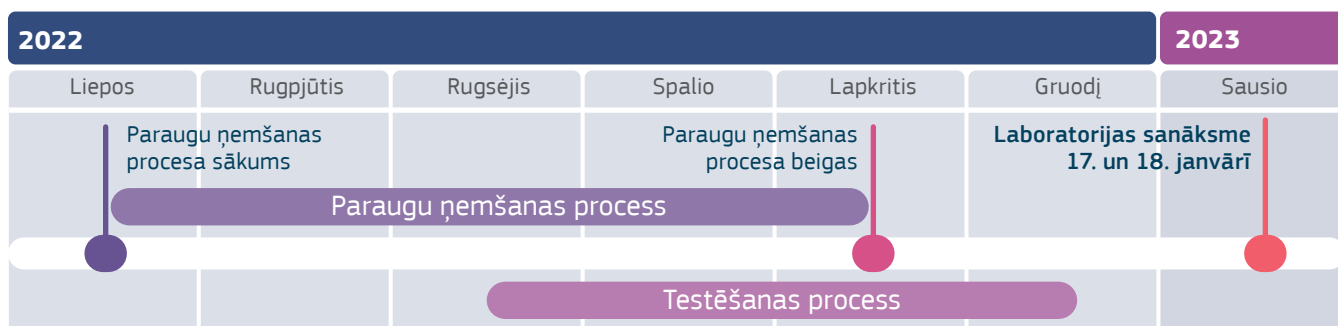 2022
2023
Liepos
Rugpjūtis
Rugsėjis
Spalio
Lapkritis
Gruodį
Sausio
Paraugu ņemšanas
procesa sākums
Paraugu ņemšanas
procesa beigas
Laboratorijas sanāksme
17. un 18. janvārī
Paraugu ņemšanas process
Testēšanas process